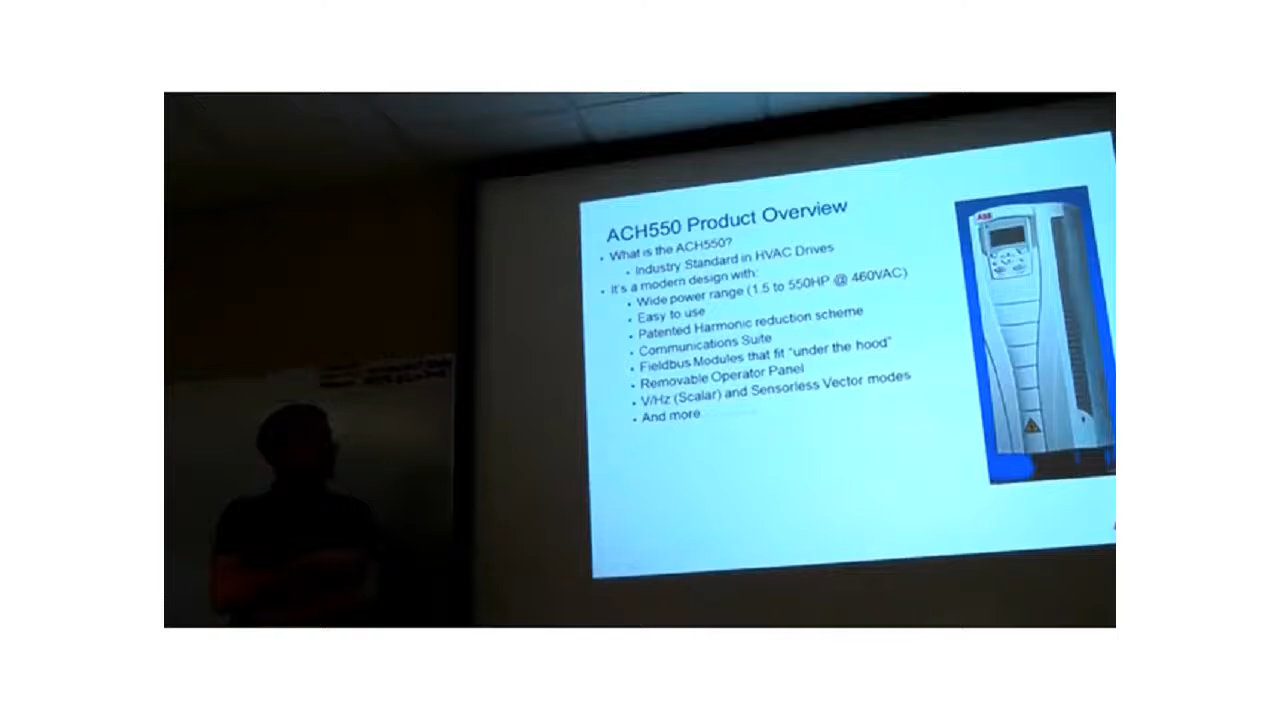 ACH550 Product Overview
• What is the ACH550?
• Industry Standard in HVAC Drives
• It's a modern design with:
• Wide power range (1.5 to 550HP @ 460VAC)
• Easy to use
• Patented Harmonic reduction scheme
• Communications Suite
• Fieldbus Modules that fit “under the hood”
• Removable Operator Panel
• V/Hz (Scalar) and Sensorless Vector modes
• And more
ABB